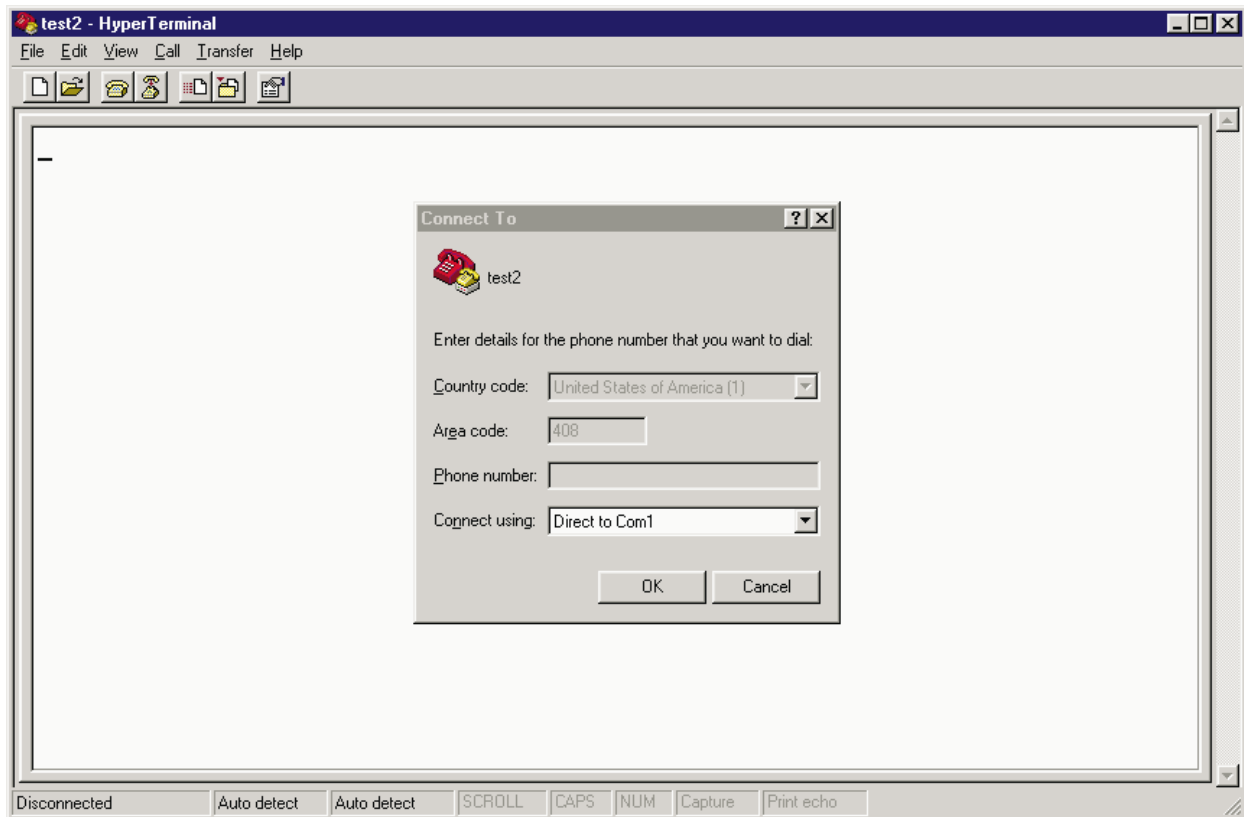 test2 - HyperTerminal
File Edit View Call Transfer Help
Connect To
test2
Enter details for the phone number that you want to dial:
Country code: United States of America (1)
Area code: 408
Phone number:
Connect using: Direct to Com1
OK Cancel
Disconnected Auto detect Auto detect SCROLL CAPS NUM Capture Print echo